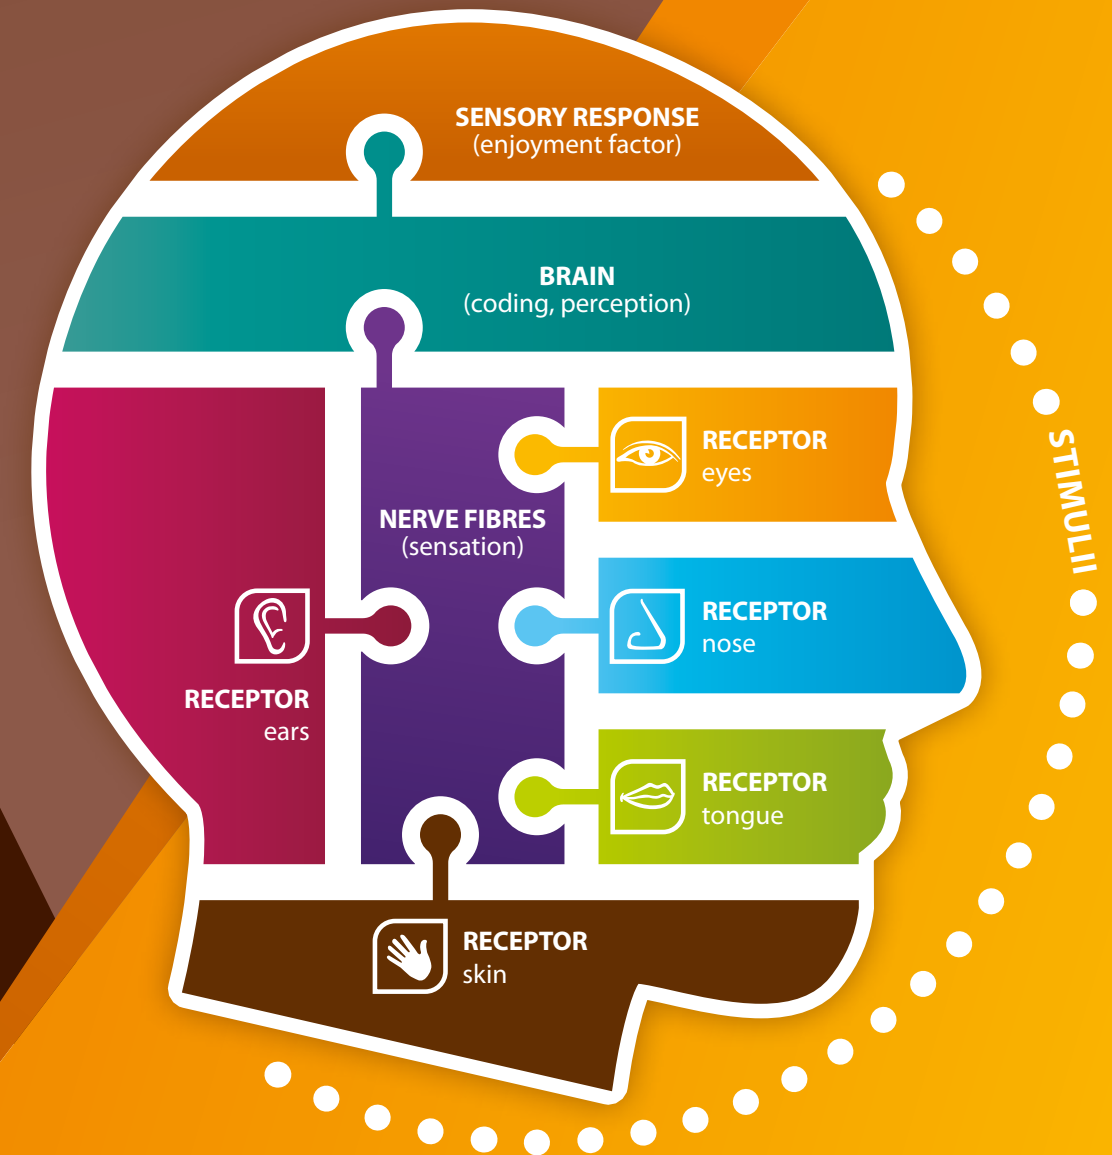 SENSORY RESPONSE
(enjoyment factor)
BRAIN
(coding, perception)
RECEPTOR
eyes
NERVE FIBRES
(sensation)
RECEPTOR
nose
RECEPTOR
ears
RECEPTOR
tongue
RECEPTOR
skin
STIMULII